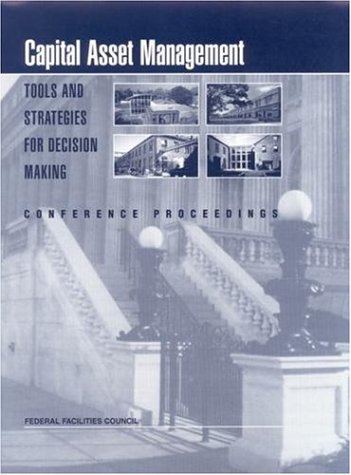 Capital Asset Management
TOOLS AND
STRATEGIES
FOR DECISION
MAKING
CONFERENCE PROCEEDINGS
FEDERAL FACILITIES COUNCIL